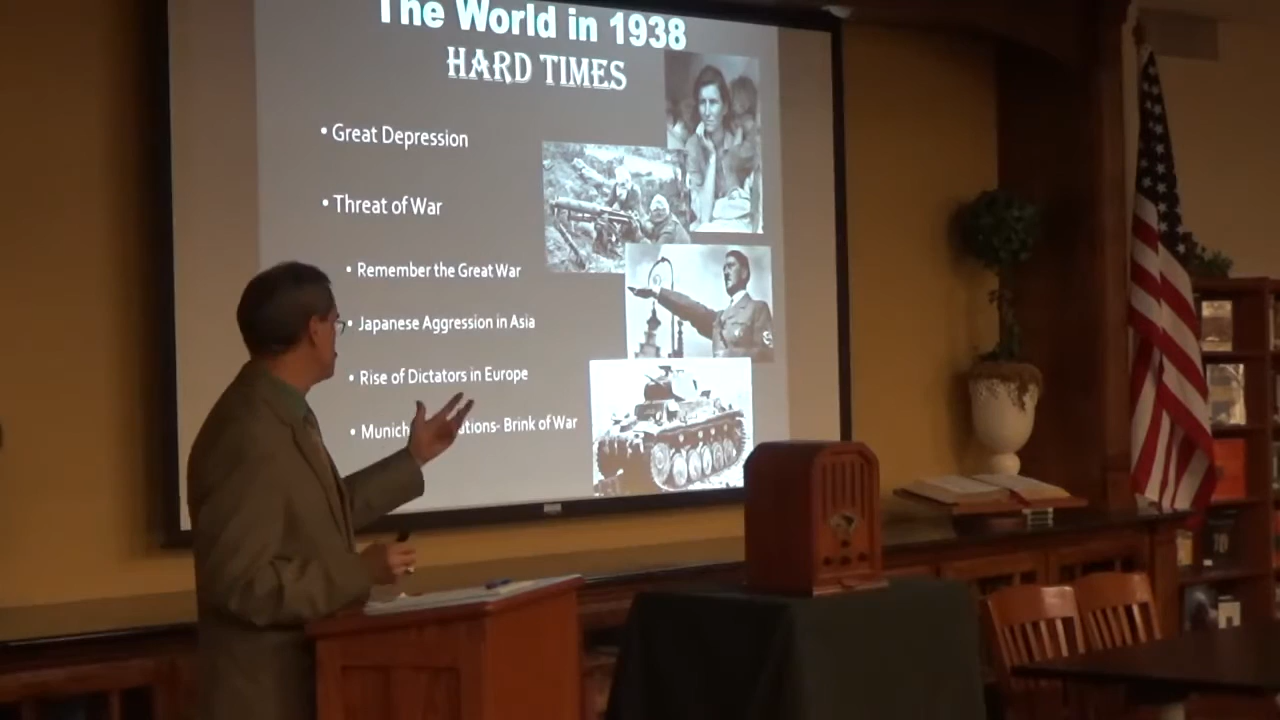 The World in 1938
HARD TIMES
• Great Depression
• Threat of War
• Remember the Great War
• Japanese Aggression in Asia
• Rise of Dictators in Europe
• Munich ations- Brink of War